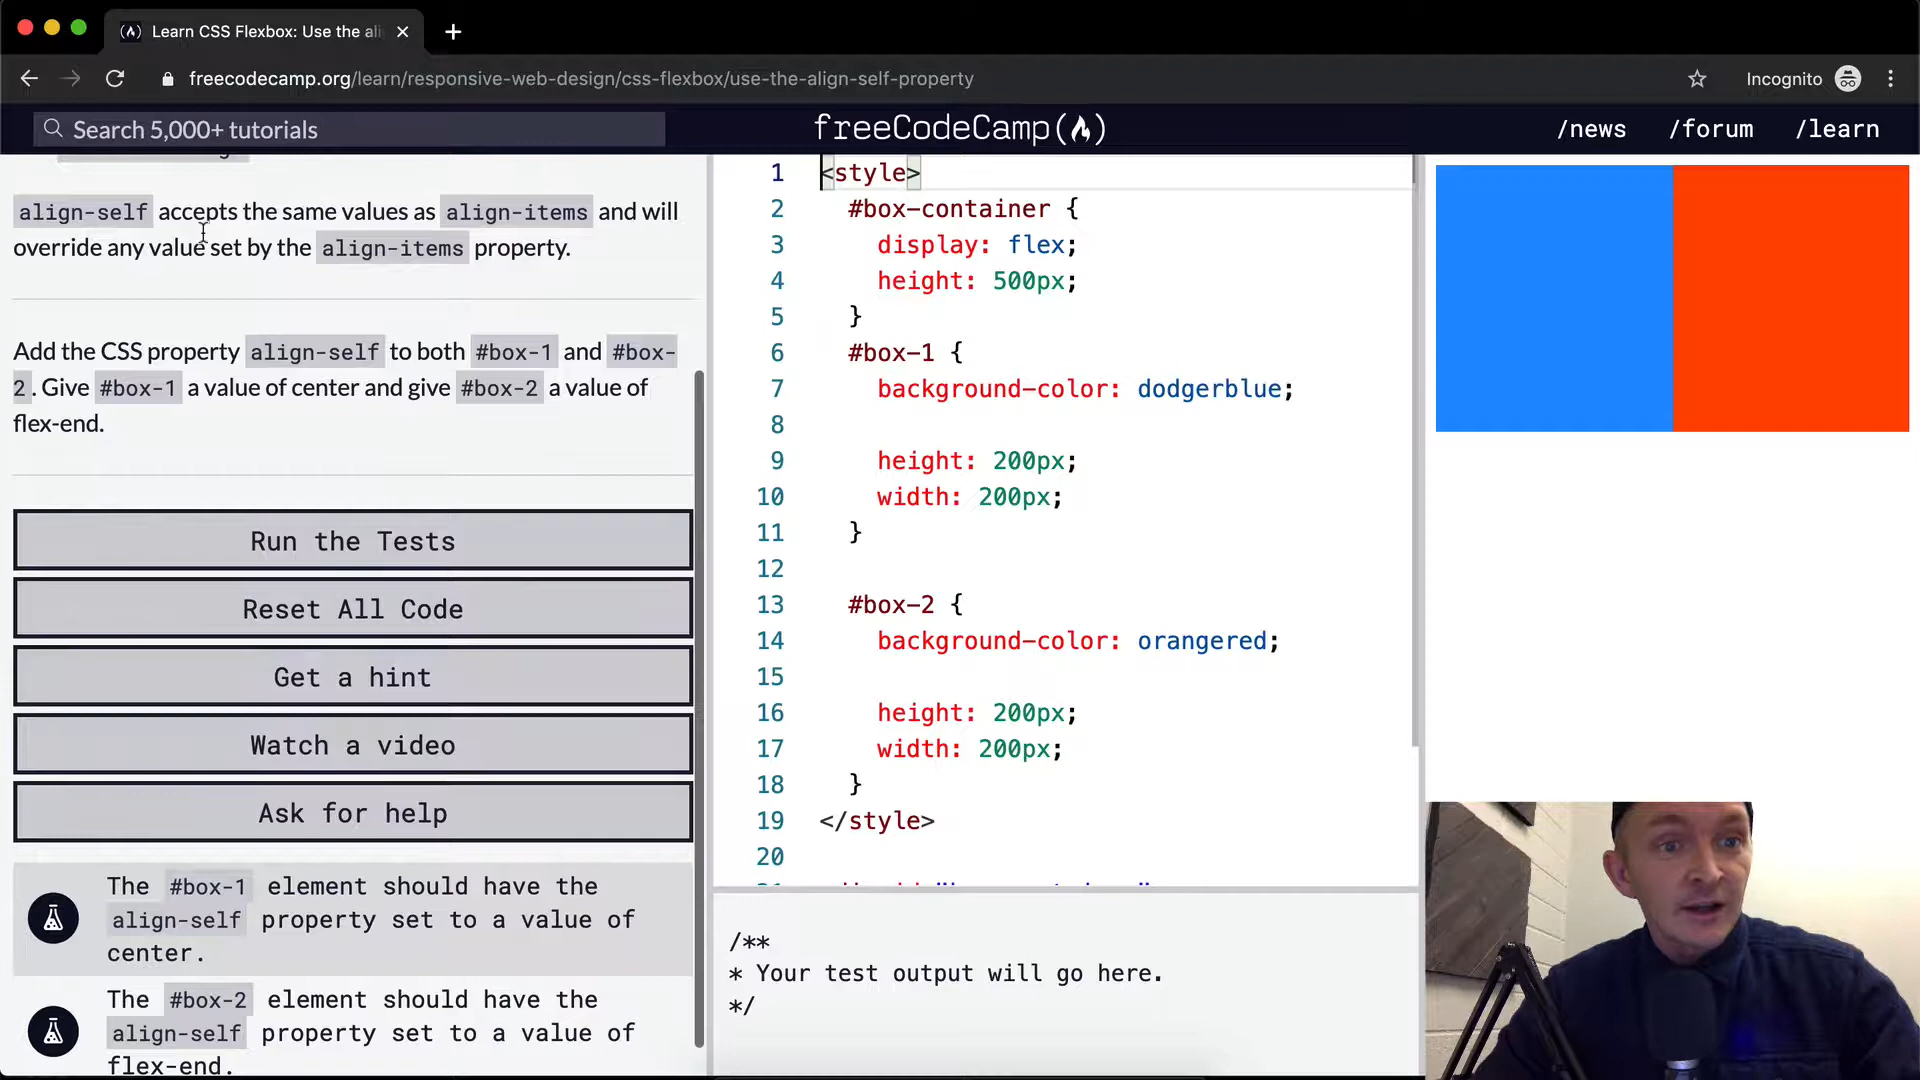 (🔥) Learn CSS Flexbox: Use the ali
freecodecamp.org/learn/responsive-web-design/css-flexbox/use-the-align-self-property
Incognito
Search 5,000+ tutorials
freeCodeCamp(🔥)
/news /forum /learn
align-self accepts the same values as align-items and will
override any value set by the align-items property.
Add the CSS property align-self to both #box-1 and #box-
2. Give #box-1 a value of center and give #box-2 a value of
flex-end.
Run the Tests
Reset All Code
Get a hint
Watch a video
Ask for help
The #box-1 element should have the
align-self property set to a value of
center.
The #box-2 element should have the
align-self property set to a value of
flex-end.
1 <style>
2 #box-container {
3 display: flex;
4 height: 500px;
5 }
6 #box-1 {
7 background-color: dodgerblue;
8
9 height: 200px;
10 width: 200px;
11 }
12
13 #box-2 {
14 background-color: orangered;
15
16 height: 200px;
17 width: 200px;
18 }
19 </style>
20
/**
* Your test output will go here.
*/